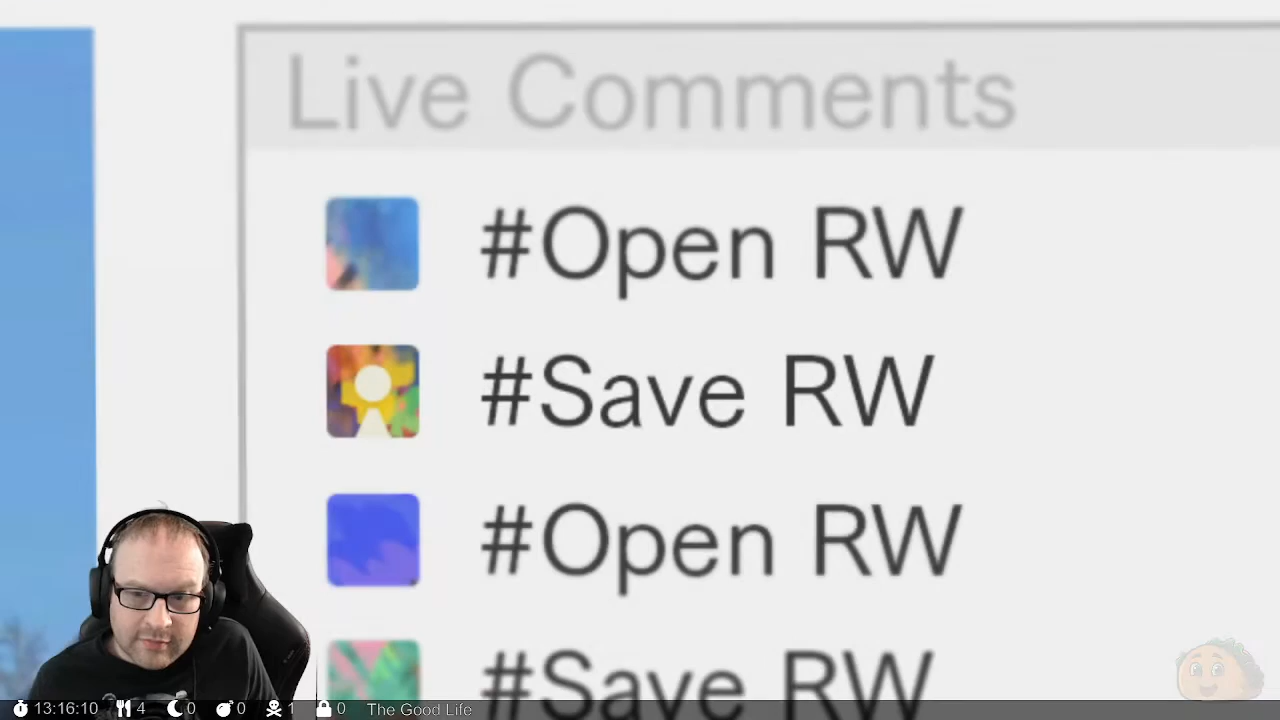 Live Comments
#Open RW
#Save RW
#Open RW
#Save RW
13:16:10 4 0 0 1 0 The Good Life